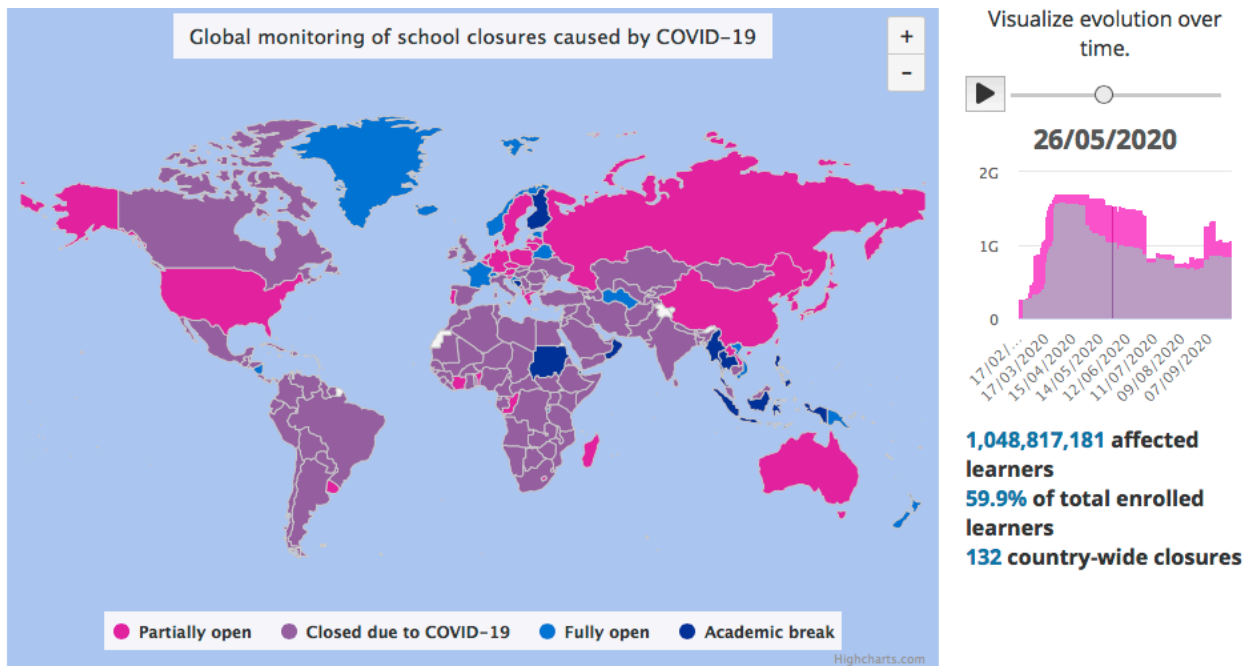 Global monitoring of school closures caused by COVID-19
+
−
Partially open
Closed due to COVID-19
Fully open
Academic break
Highcharts.com
Visualize evolution over
time.
26/05/2020
2G
1G
0
17/02/...
17/03/2020
15/04/2020
14/05/2020
12/06/2020
11/07/2020
09/08/2020
07/09/2020
1,048,817,181 affected
learners
59.9% of total enrolled
learners
132 country-wide closures